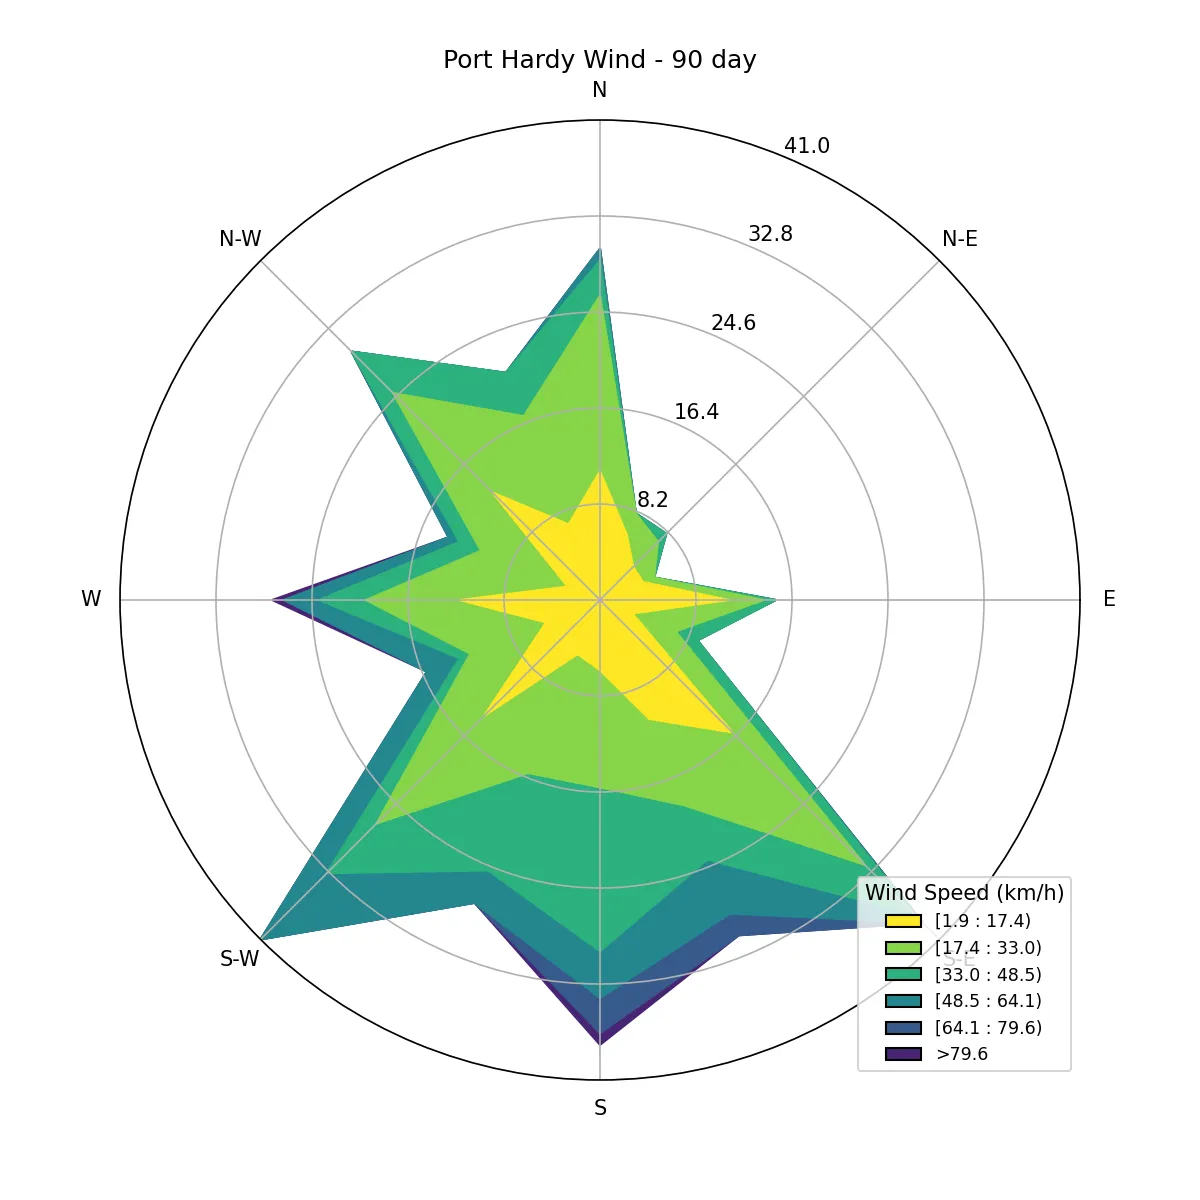 Port Hardy Wind - 90 day
N
41.0
N-W
32.8
N-E
24.6
16.4
8.2
W
E
S-W
S-E
Wind Speed (km/h)
[1.9 : 17.4)
[17.4 : 33.0)
[33.0 : 48.5)
[48.5 : 64.1)
[64.1 : 79.6)
>79.6
S